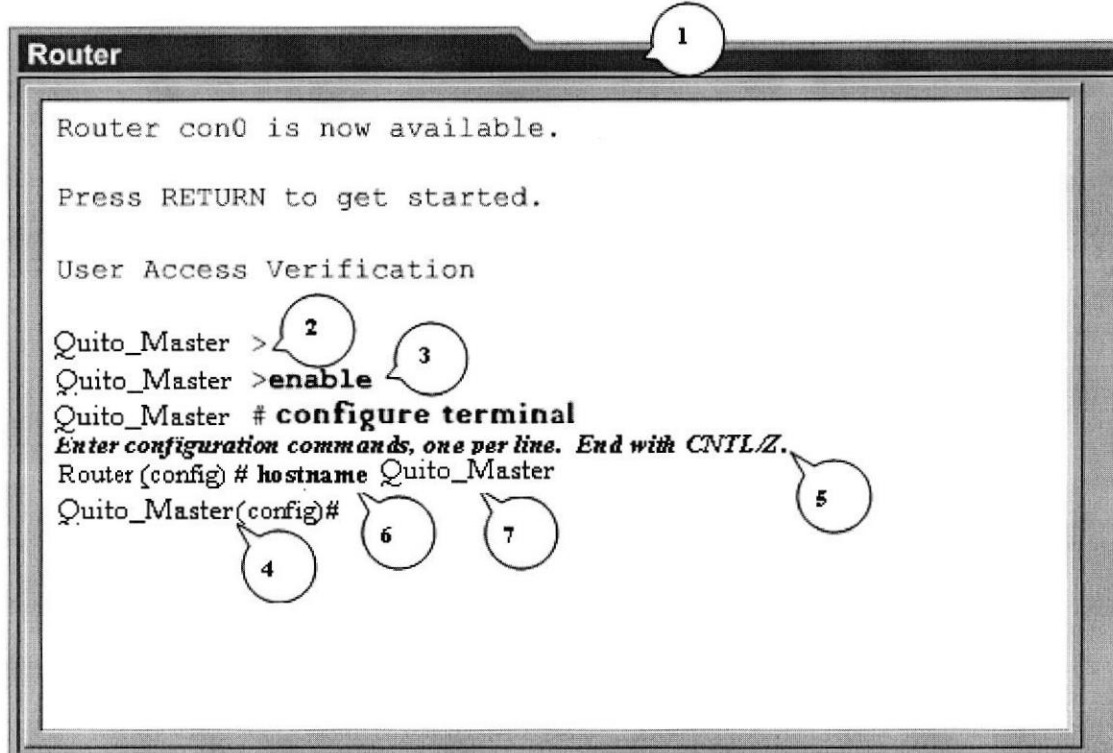 1
Router
Router con0 is now available.
Press RETURN to get started.
User Access Verification
Quito_Master > 2
Quito_Master >enable 3
Quito_Master # configure terminal
Enter configuration commands, one per line. End with CNTL/Z.
Router (config) # hostname Quito_Master
5
Quito_Master(config)#
6
7
4